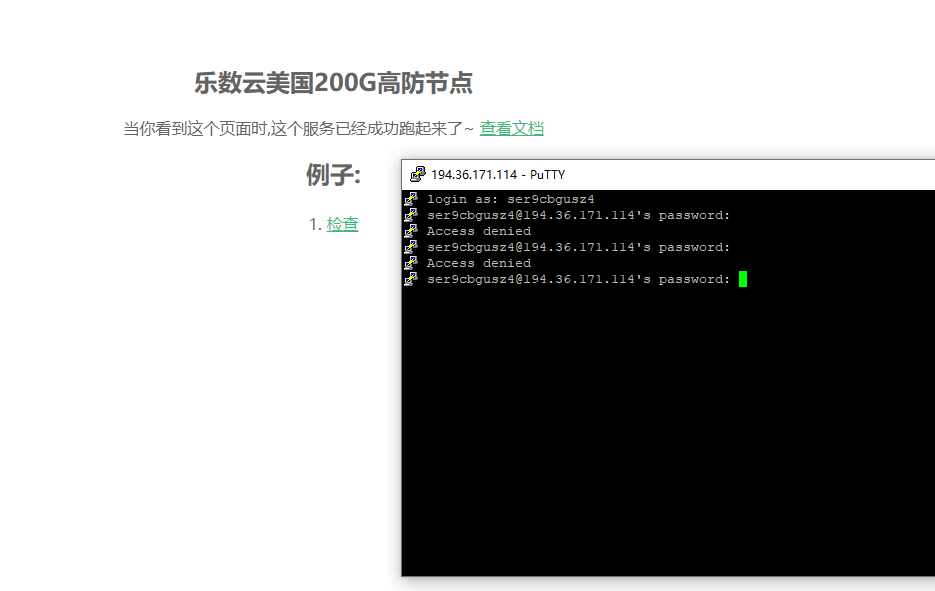 乐数云美国200G高防节点
当你看到这个页面时,这个服务已经成功跑起来了~ 查看文档
例子:
1. 检查
194.36.171.114 - PuTTY
login as: ser9cbgusz4
ser9cbgusz4@194.36.171.114's password:
Access denied
ser9cbgusz4@194.36.171.114's password:
Access denied
ser9cbgusz4@194.36.171.114's password: